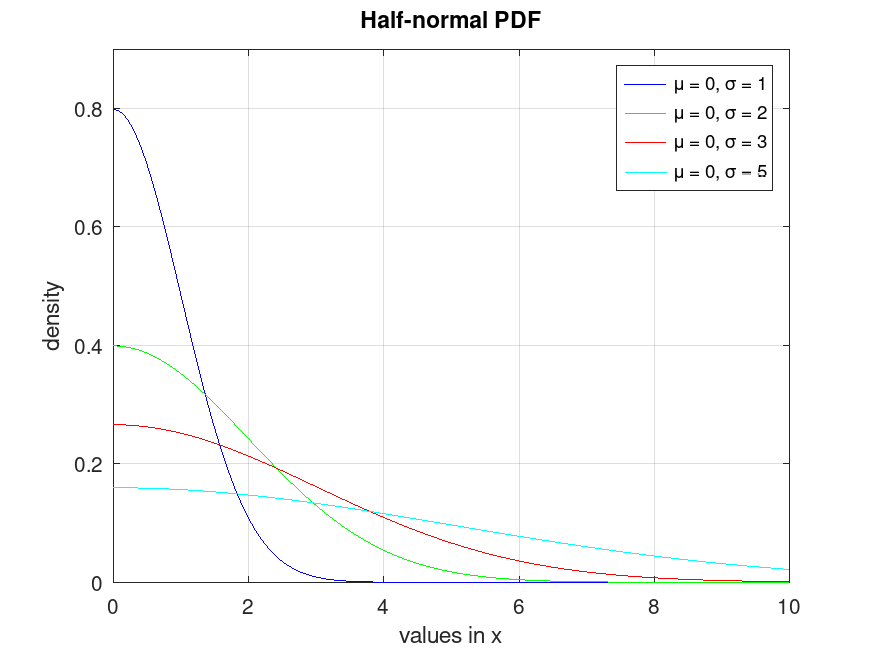 Half-normal PDF
μ = 0, σ = 1
μ = 0, σ = 2
μ = 0, σ = 3
μ = 0, σ = 5
0.8
0.6
0.4
0.2
0
density
0 2 4 6 8 10
values in x